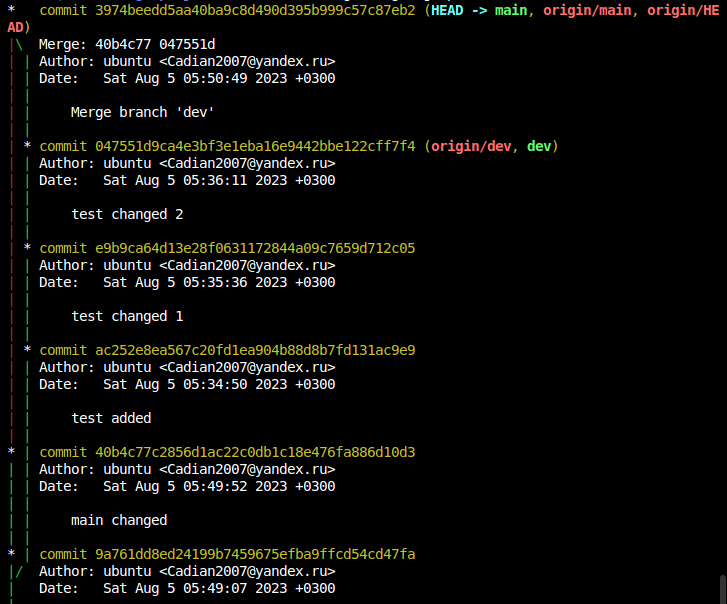 * commit 3974beedd5aa40ba9c8d490d395b999c57c87eb2 (HEAD -> main, origin/main, origin/HE
AD)
|\ Merge: 40b4c77 047551d
| | Author: ubuntu <Cadian2007@yandex.ru>
| | Date: Sat Aug 5 05:50:49 2023 +0300
| |
| | Merge branch 'dev'
| |
| * commit 047551d9ca4e3bf3e1eba16e9442bbe122cff7f4 (origin/dev, dev)
| | Author: ubuntu <Cadian2007@yandex.ru>
| | Date: Sat Aug 5 05:36:11 2023 +0300
| |
| | test changed 2
| |
| * commit e9b9ca64d13e28f0631172844a09c7659d712c05
| | Author: ubuntu <Cadian2007@yandex.ru>
| | Date: Sat Aug 5 05:35:36 2023 +0300
| |
| | test changed 1
| |
| * commit ac252e8ea567c20fd1ea904b88d8b7fd131ac9e9
| | Author: ubuntu <Cadian2007@yandex.ru>
| | Date: Sat Aug 5 05:34:50 2023 +0300
| |
| | test added
| |
* | commit 40b4c77c2856d1ac22c0db1c18e476fa886d10d3
| | Author: ubuntu <Cadian2007@yandex.ru>
| | Date: Sat Aug 5 05:49:52 2023 +0300
| |
| | main changed
| |
* | commit 9a761dd8ed24199b7459675efba9ffcd54cd47fa
|/ Author: ubuntu <Cadian2007@yandex.ru>
| Date: Sat Aug 5 05:49:07 2023 +0300
|